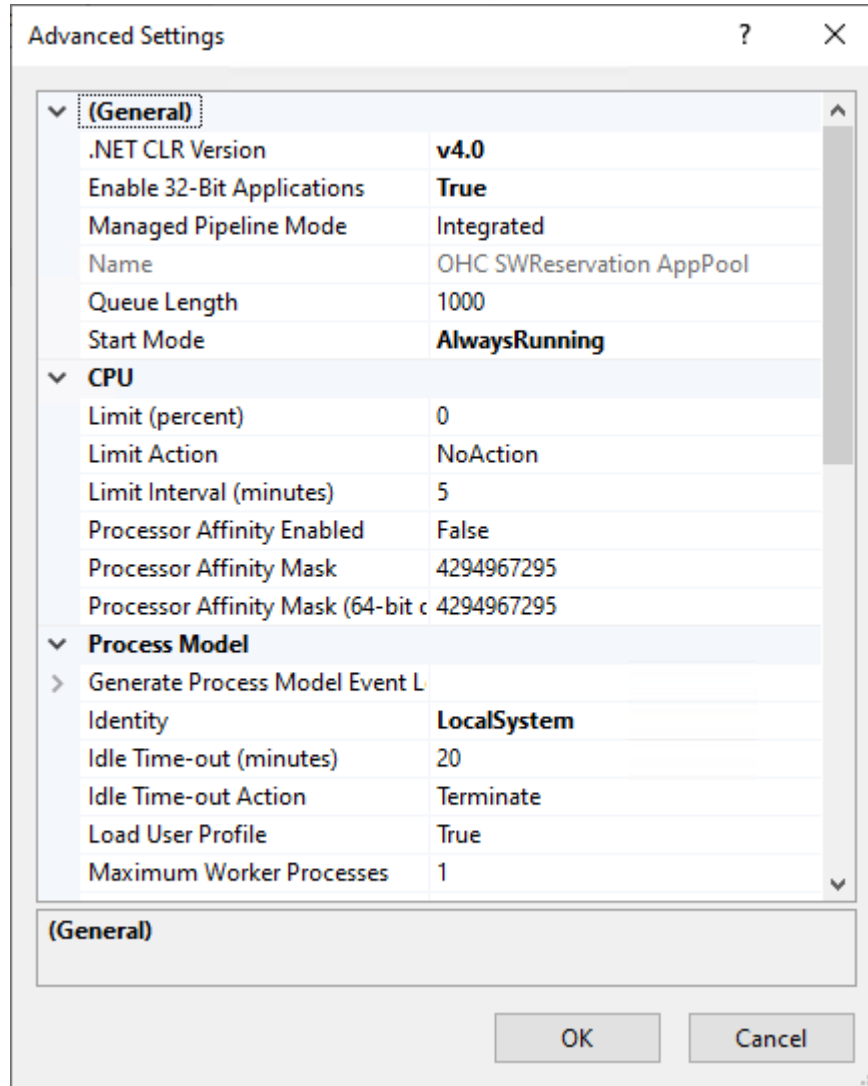 Advanced Settings ?
(General)
.NET CLR Version v4.0
Enable 32-Bit Applications True
Managed Pipeline Mode Integrated
Name OHC SWReservation AppPool
Queue Length 1000
Start Mode AlwaysRunning
CPU
Limit (percent) 0
Limit Action NoAction
Limit Interval (minutes) 5
Processor Affinity Enabled False
Processor Affinity Mask 4294967295
Processor Affinity Mask (64-bit c 4294967295
Process Model
Generate Process Model Event L
Identity LocalSystem
Idle Time-out (minutes) 20
Idle Time-out Action Terminate
Load User Profile True
Maximum Worker Processes 1
(General)
OK Cancel